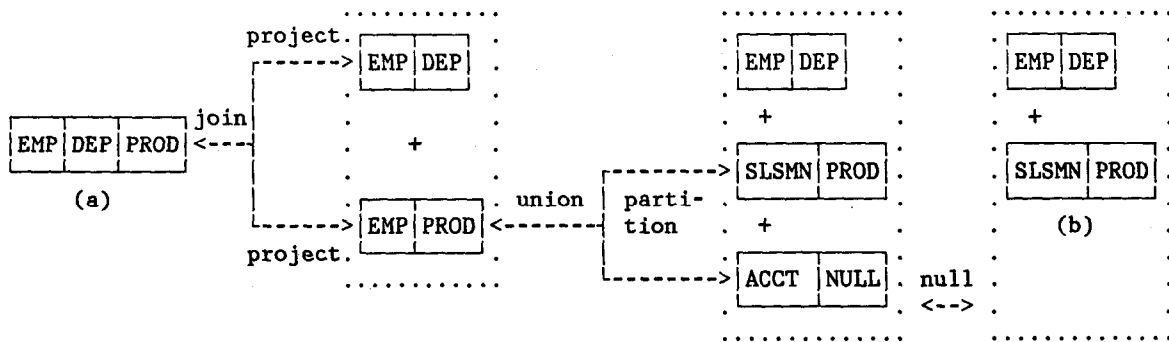 project
EMP DEP
join
EMP DEP PROD
(a)
+
EMP PROD
project
union
parti-
tion
EMP DEP
+
SLSMN PROD
+
ACCT NULL
null
EMP DEP
+
SLSMN PROD
(b)